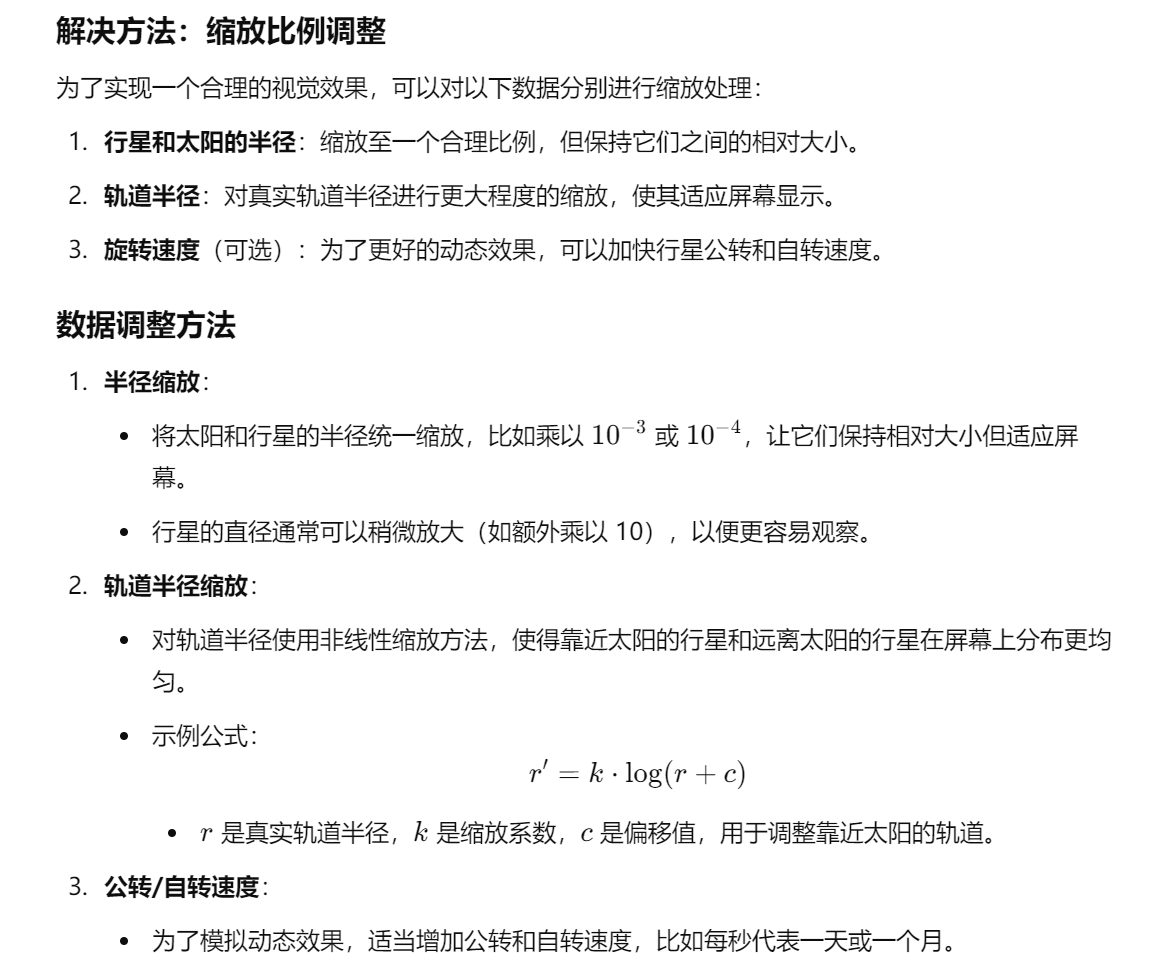 解决方法：缩放比例调整
为了实现一个合理的视觉效果，可以对以下数据分别进行缩放处理：
1. 行星和太阳的半径：缩放至一个合理比例，但保持它们之间的相对大小。
2. 轨道半径：对真实轨道半径进行更大程度的缩放，使其适应屏幕显示。
3. 旋转速度（可选）：为了更好的动态效果，可以加快行星公转和自转速度。
数据调整方法
1. 半径缩放：
• 将太阳和行星的半径统一缩放，比如乘以 10⁻³ 或 10⁻⁴，让它们保持相对大小但适应屏
幕。
• 行星的直径通常可以稍微放大（如额外乘以 10），以便更容易观察。
2. 轨道半径缩放：
• 对轨道半径使用非线性缩放方法，使得靠近太阳的行星和远离太阳的行星在屏幕上分布更均
匀。
• 示例公式：
r′ = k · log(r + c)
• r 是真实轨道半径，k 是缩放系数，c 是偏移值，用于调整靠近太阳的轨道。
3. 公转/自转速度：
• 为了模拟动态效果，适当增加公转和自转速度，比如每秒代表一天或一个月。